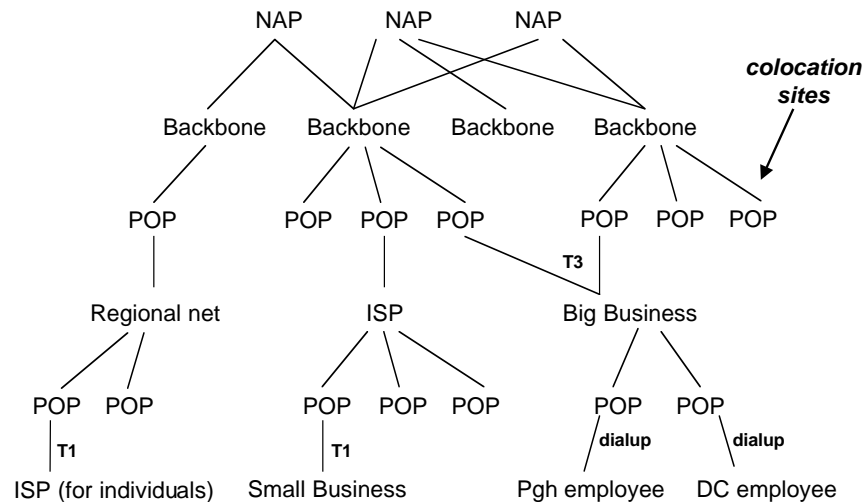 NAP NAP NAP
colocation
sites
Backbone Backbone Backbone Backbone
POP POP POP POP POP POP POP
T3
Regional net ISP Big Business
POP POP POP POP POP POP POP
T1 T1 dialup dialup
ISP (for individuals) Small Business Pgh employee DC employee